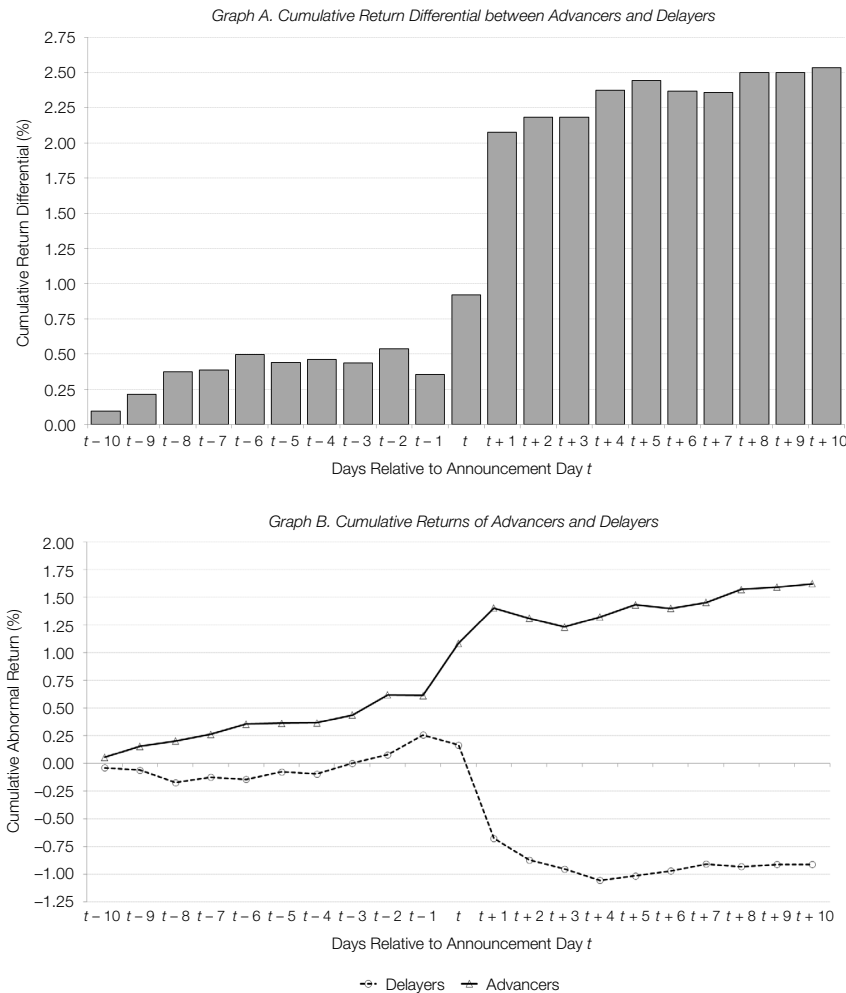 Graph A. Cumulative Return Differential between Advancers and Delayers
2.75
2.50
2.25
2.00
1.75
1.50
1.25
1.00
0.75
0.50
0.25
0.00
Cumulative Return Differential (%)
t – 10 t – 9 t – 8 t – 7 t – 6 t – 5 t – 4 t – 3 t – 2 t – 1 t t + 1 t + 2 t + 3 t + 4 t + 5 t + 6 t + 7 t + 8 t + 9 t + 10
Days Relative to Announcement Day t
Graph B. Cumulative Returns of Advancers and Delayers
2.00
1.75
1.50
1.25
1.00
0.75
0.50
0.25
0.00
–0.25
–0.50
–0.75
–1.00
–1.25
Cumulative Abnormal Return (%)
t – 10 t – 9 t – 8 t – 7 t – 6 t – 5 t – 4 t – 3 t – 2 t – 1 t t + 1 t + 2 t + 3 t + 4 t + 5 t + 6 t + 7 t + 8 t + 9 t + 10
Days Relative to Announcement Day t
Delayers Advancers